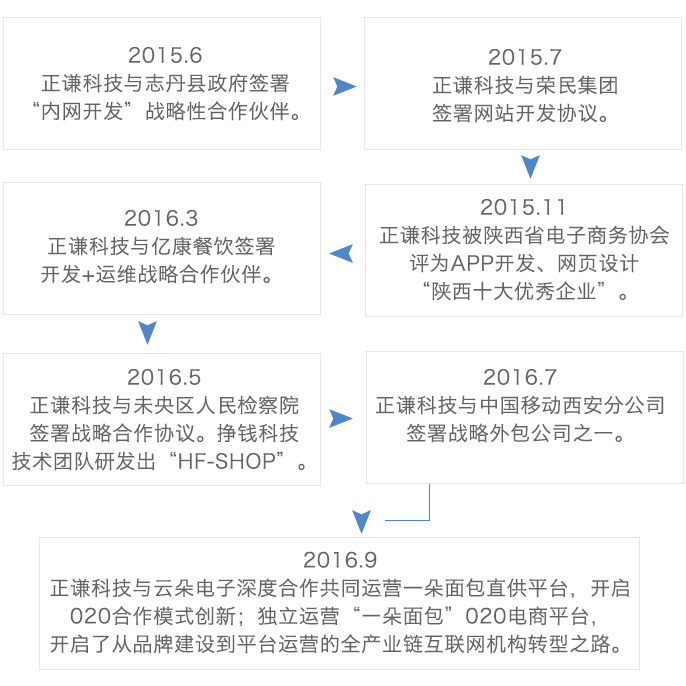 2015.6
正谦科技与志丹县政府签署
“内网开发”战略性合作伙伴。
2015.7
正谦科技与荣民集团
签署网站开发协议。
2015.11
正谦科技被陕西省电子商务协会
评为APP开发、网页设计
“陕西十大优秀企业”。
2016.3
正谦科技与亿康餐饮签署
开发+运维战略合作伙伴。
2016.5
正谦科技与未央区人民检察院
签署战略合作协议。挣钱科技
技术团队研发出“HF-SHOP”。
2016.7
正谦科技与中国移动西安分公司
签署战略外包公司之一。
2016.9
正谦科技与云朵电子深度合作共同运营一朵面包直供平台，开启
020合作模式创新；独立运营“一朵面包”020电商平台，
开启了从品牌建设到平台运营的全产业链互联网机构转型之路。